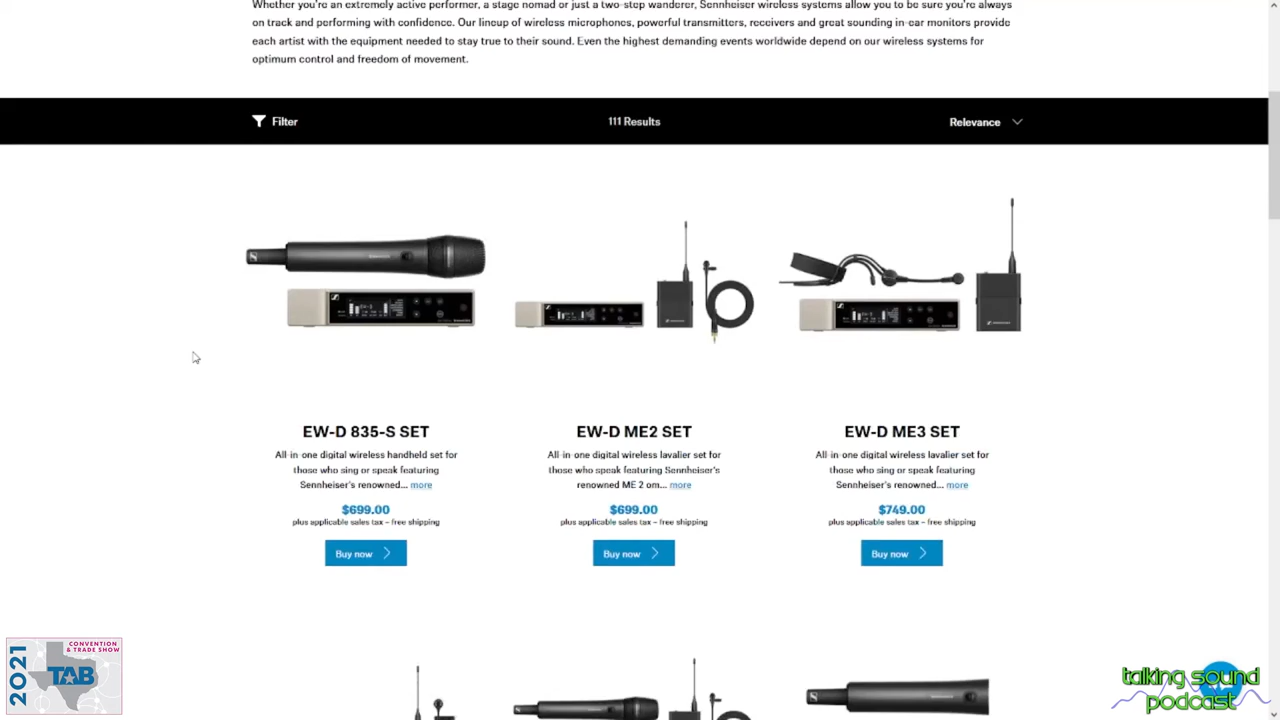 Whether you're an extremely active performer, a stage nomad or just a two-step wanderer, Sennheiser wireless systems allow you to be sure you're always
on track and performing with confidence. Our lineup of wireless microphones, powerful transmitters, receivers and great sounding in-ear monitors provide
each artist with the equipment needed to stay true to their sound. Even the highest demanding events worldwide depend on our wireless systems for
optimum control and freedom of movement.
Filter
111 Results
Relevance
EW-D 835-S SET
All-in-one digital wireless handheld set for
those who sing or speak featuring
Sennheiser's renowned... more
$699.00
plus applicable sales tax – free shipping
Buy now
EW-D ME2 SET
All-in-one digital wireless lavalier set for
those who speak featuring Sennheiser's
renowned ME 2 om... more
$699.00
plus applicable sales tax – free shipping
Buy now
EW-D ME3 SET
All-in-one digital wireless lavalier set for
those who sing or speak featuring
Sennheiser's renowned... more
$749.00
plus applicable sales tax – free shipping
Buy now
2021
CONVENTION
& TRADE SHOW
TAB
talking sound
podcast